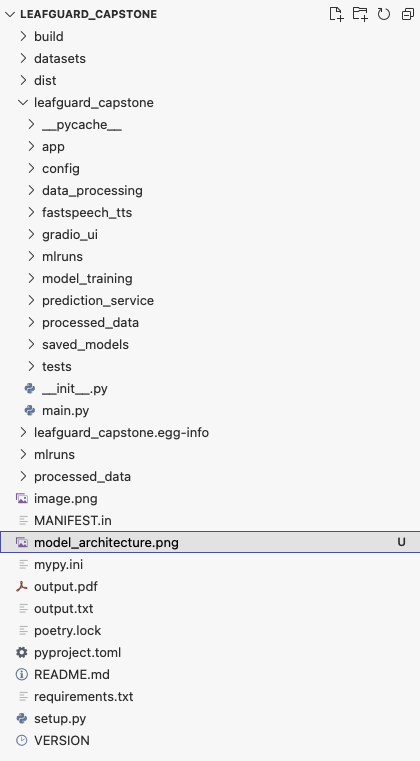 LEAFGUARD_CAPSTONE
build
datasets
dist
leafguard_capstone
__pycache__
app
config
data_processing
fastspeech_tts
gradio_ui
mlruns
model_training
prediction_service
processed_data
saved_models
tests
__init__.py
main.py
leafguard_capstone.egg-info
mlruns
processed_data
image.png
MANIFEST.in
model_architecture.png U
mypy.ini
output.pdf
output.txt
poetry.lock
pyproject.toml
README.md
requirements.txt
setup.py
VERSION